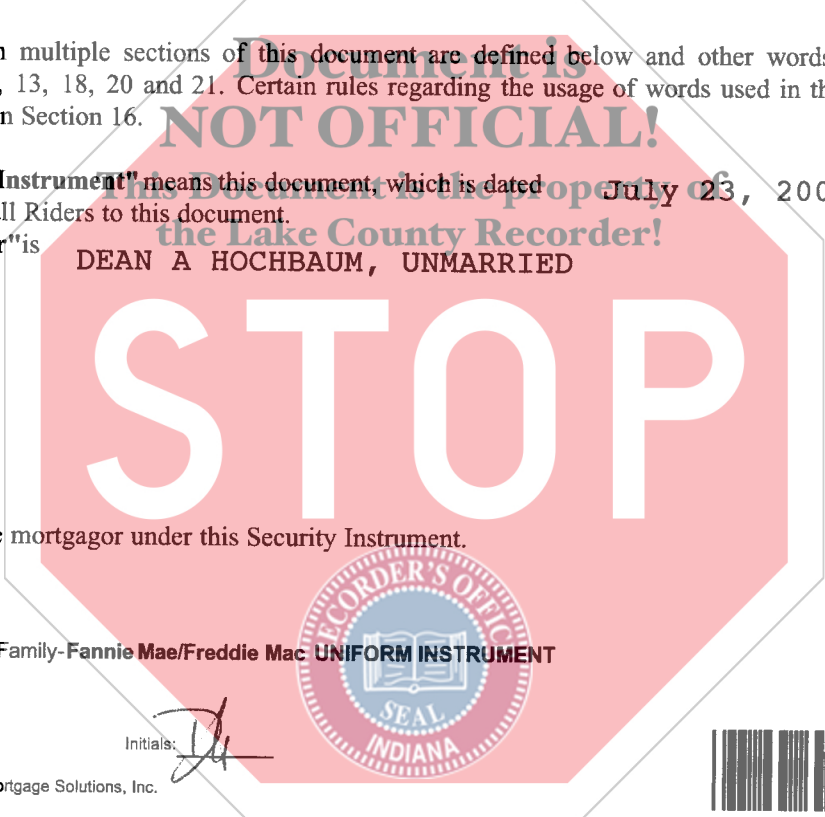 Document is
multiple sections of this document are defined below and other words
, 13, 18, 20 and 21. Certain rules regarding the usage of words used in th
n Section 16.
NOT OFFICIAL!
Instrument" means this document, which is dated July 23, 200
This Document is the property of
ll Riders to this document.
the Lake County Recorder!
r" is
DEAN A HOCHBAUM, UNMARRIED
STOP
mortgagor under this Security Instrument.
RECORDER'S OFFIC
Family-Fannie Mae/Freddie Mac UNIFORM INSTRUMENT
SEAL
INDIANA
Initials:
rtgage Solutions, Inc.